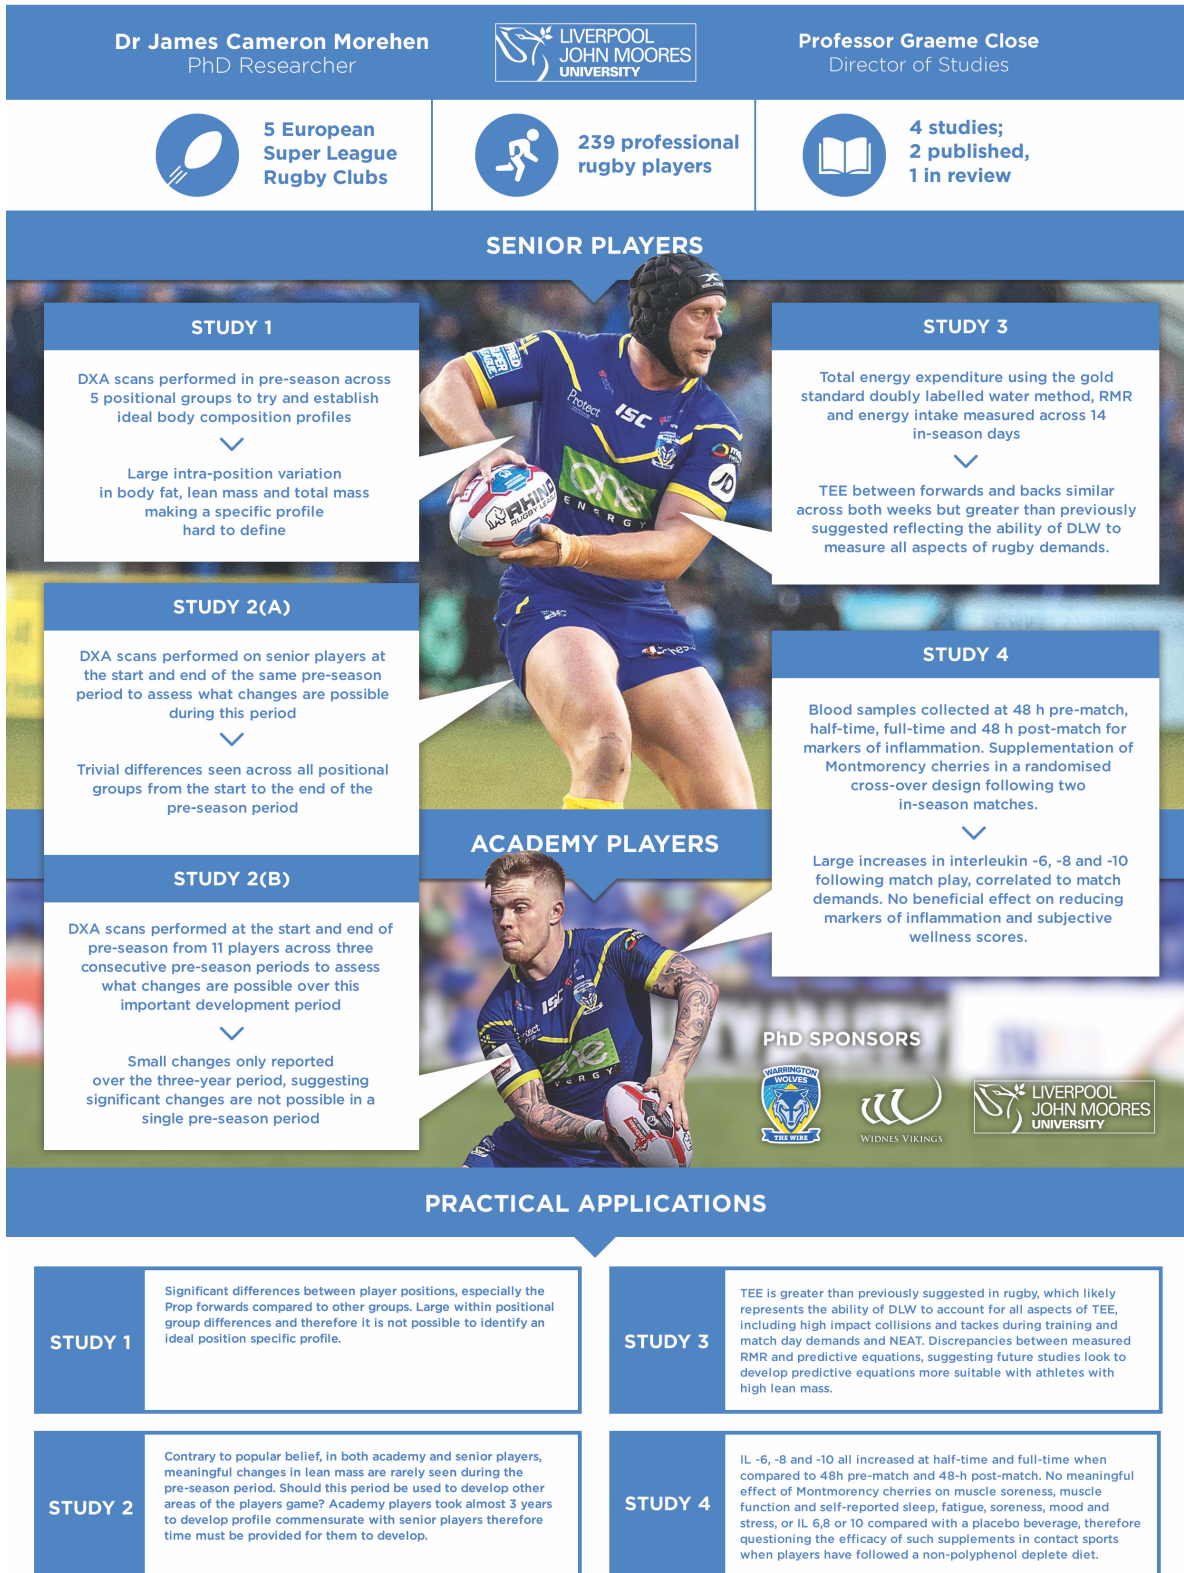 Dr James Cameron Morehen
PhD Researcher
LIVERPOOL
JOHN MOORES
UNIVERSITY
Professor Graeme Close
Director of Studies
5 European
Super League
Rugby Clubs
239 professional
rugby players
4 studies;
2 published,
1 in review
SENIOR PLAYERS
STUDY 1
DXA scans performed in pre-season across
5 positional groups to try and establish
ideal body composition profiles
Large intra-position variation
in body fat, lean mass and total mass
making a specific profile
hard to define
STUDY 2(A)
DXA scans performed on senior players at
the start and end of the same pre-season
period to assess what changes are possible
during this period
Trivial differences seen across all positional
groups from the start to the end of the
pre-season period
Protect
ISC
one
ENERGY
JD
RHINO
RUGBY LEAGUE
STUDY 3
Total energy expenditure using the gold
standard doubly labelled water method, RMR
and energy intake measured across 14
in-season days
TEE between forwards and backs similar
across both weeks but greater than previously
suggested reflecting the ability of DLW to
measure all aspects of rugby demands.
STUDY 4
Blood samples collected at 48 h pre-match,
half-time, full-time and 48 h post-match for
markers of inflammation. Supplementation of
Montmorency cherries in a randomised
cross-over design following two
in-season matches.
Large increases in interleukin -6, -8 and -10
following match play, correlated to match
demands. No beneficial effect on reducing
markers of inflammation and subjective
wellness scores.
ACADEMY PLAYERS
STUDY 2(B)
DXA scans performed at the start and end of
pre-season from 11 players across three
consecutive pre-season periods to assess
what changes are possible over this
important development period
Small changes only reported
over the three-year period, suggesting
significant changes are not possible in a
single pre-season period
ISC
PhD SPONSORS
WARRINGTON
WOLVES
THE WIRE
WIDNES VIKINGS
LIVERPOOL
JOHN MOORES
UNIVERSITY
PRACTICAL APPLICATIONS
STUDY 1
Significant differences between player positions, especially the
Prop forwards compared to other groups. Large within positional
group differences and therefore it is not possible to identify an
ideal position specific profile.
STUDY 2
Contrary to popular belief, in both academy and senior players,
meaningful changes in lean mass are rarely seen during the
pre-season period. Should this period be used to develop other
areas of the players game? Academy players took almost 3 years
to develop profile commensurate with senior players therefore
time must be provided for them to develop.
STUDY 3
TEE is greater than previously suggested in rugby, which likely
represents the ability of DLW to account for all aspects of TEE,
including high impact collisions and tackes during training and
match day demands and NEAT. Discrepancies between measured
RMR and predictive equations, suggesting future studies look to
develop predictive equations more suitable with athletes with
high lean mass.
STUDY 4
IL -6, -8 and -10 all increased at half-time and full-time when
compared to 48h pre-match and 48-h post-match. No meaningful
effect of Montmorency cherries on muscle soreness, muscle
function and self-reported sleep, fatigue, soreness, mood and
stress, or IL 6,8 or 10 compared with a placebo beverage, therefore
questioning the efficacy of such supplements in contact sports
when players have followed a non-polyphenol deplete diet.